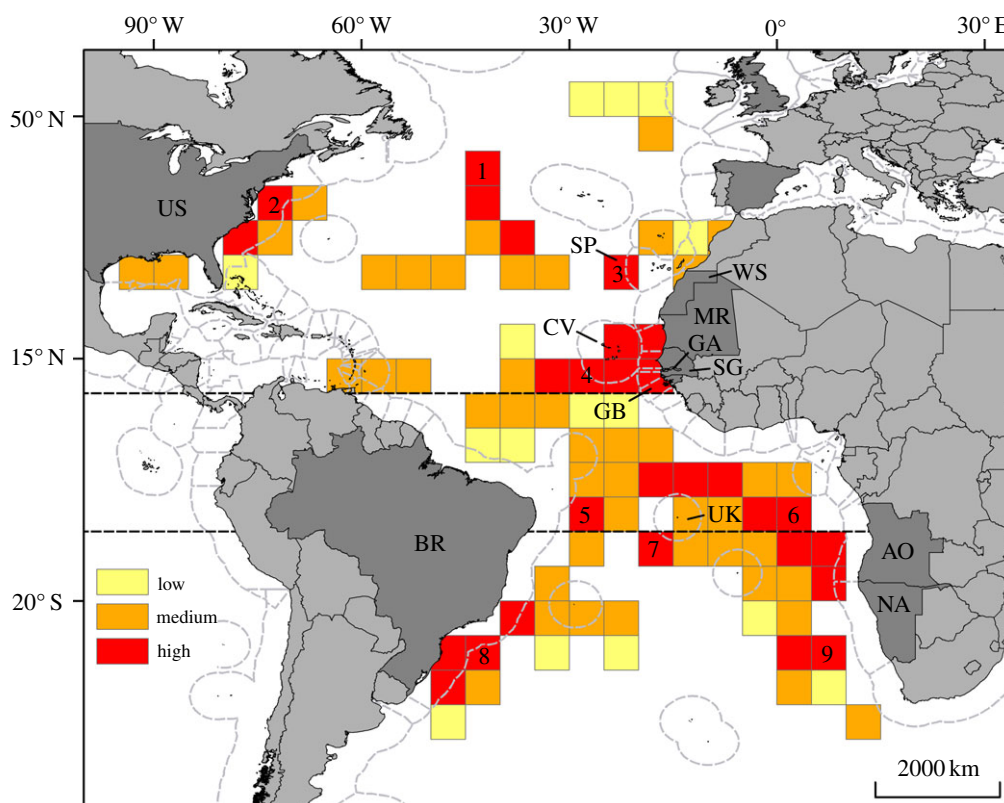 90° W
60° W
30° W
0°
30° E
50° N
1
US
2
SP
3
WS
MR
CV
GA
15° N
4
SG
GB
5
UK
6
BR
7
AO
low
medium
20° S
NA
high
8
9
2000 km